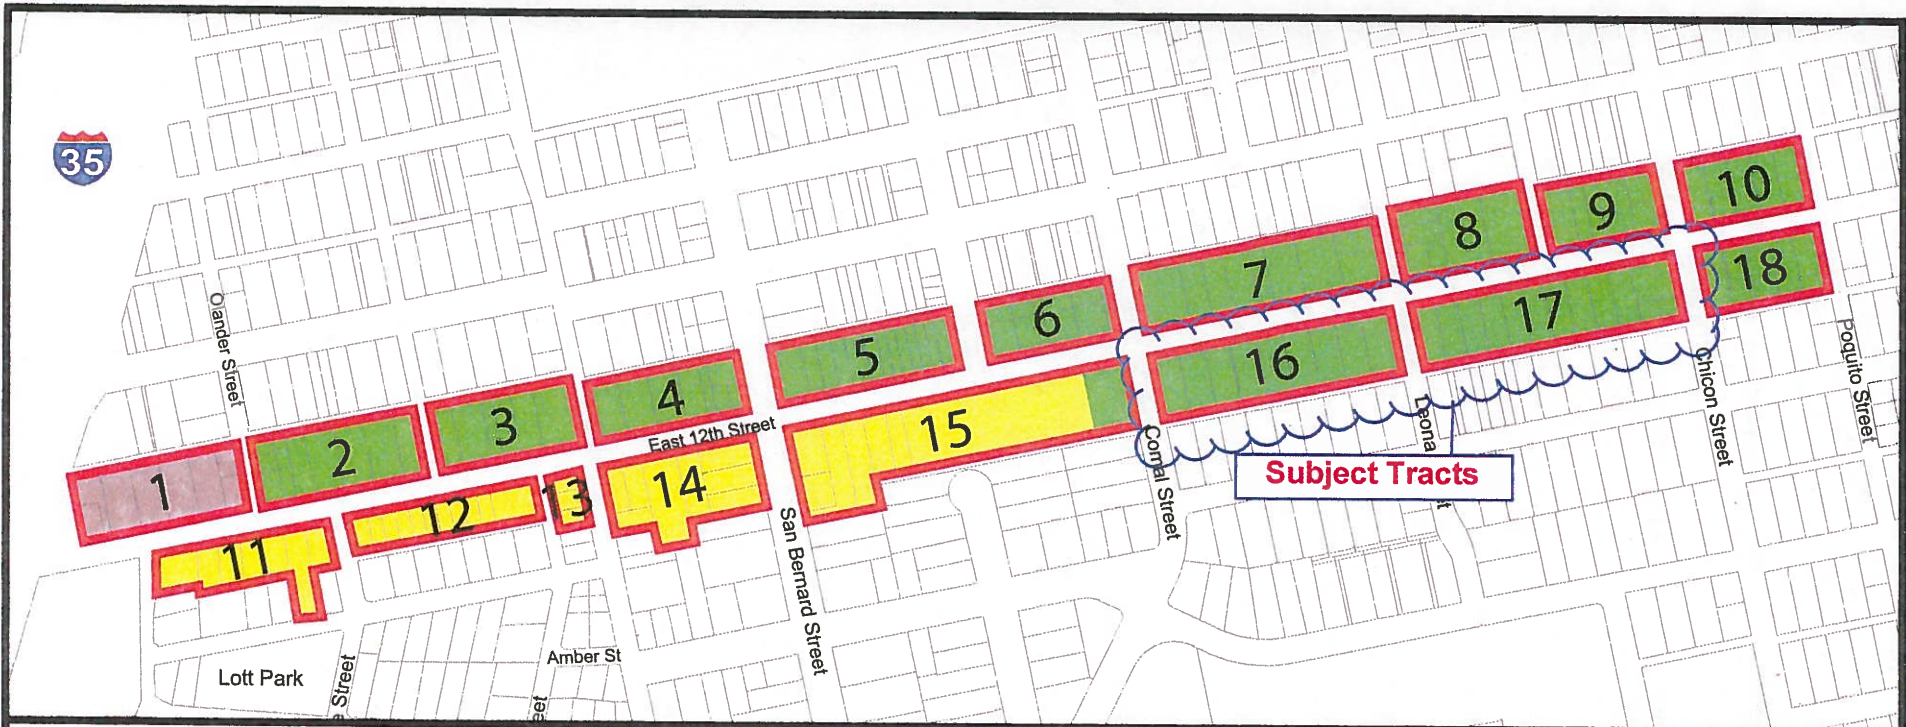 35
10
9
8
18
7
17
6
16
5
4
15
3
2
14
1
13
12
11
Olander Street
East 12th Street
San Bernard Street
Comal Street
Leona
Chicon Street
Poquito Street
Subject Tracts
Amber St
Lott Park
Street